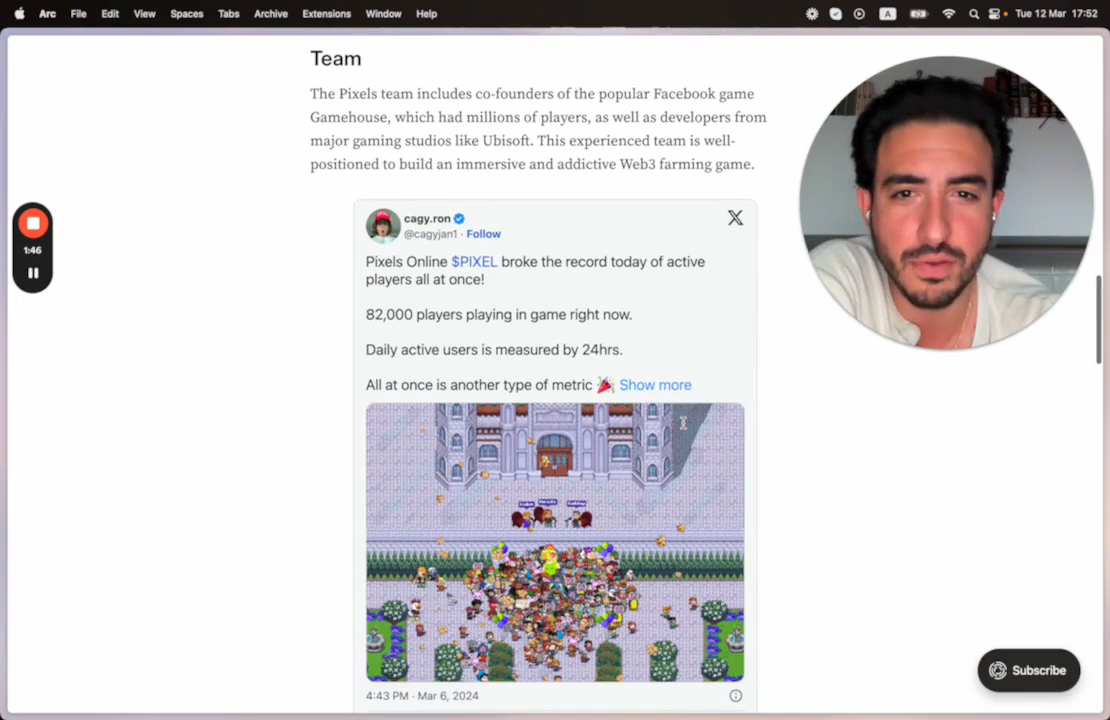 Arc File Edit View Spaces Tabs Archive Extensions Window Help A Tue 12 Mar 17:52
Team
The Pixels team includes co-founders of the popular Facebook game
Gamehouse, which had millions of players, as well as developers from
major gaming studios like Ubisoft. This experienced team is well-
positioned to build an immersive and addictive Web3 farming game.
1:46
cagy.ron
@cagyjan1 · Follow
Pixels Online $PIXEL broke the record today of active
players all at once!
82,000 players playing in game right now.
Daily active users is measured by 24hrs.
All at once is another type of metric 🎉 Show more
4:43 PM · Mar 6, 2024
Subscribe